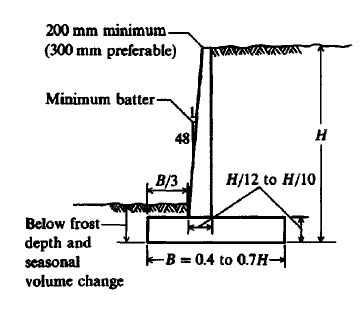 200 mm minimum
(300 mm preferable)
Minimum batter
48
H
B/3
H/12 to H/10
Below frost
depth and
seasonal
volume change
B = 0.4 to 0.7H